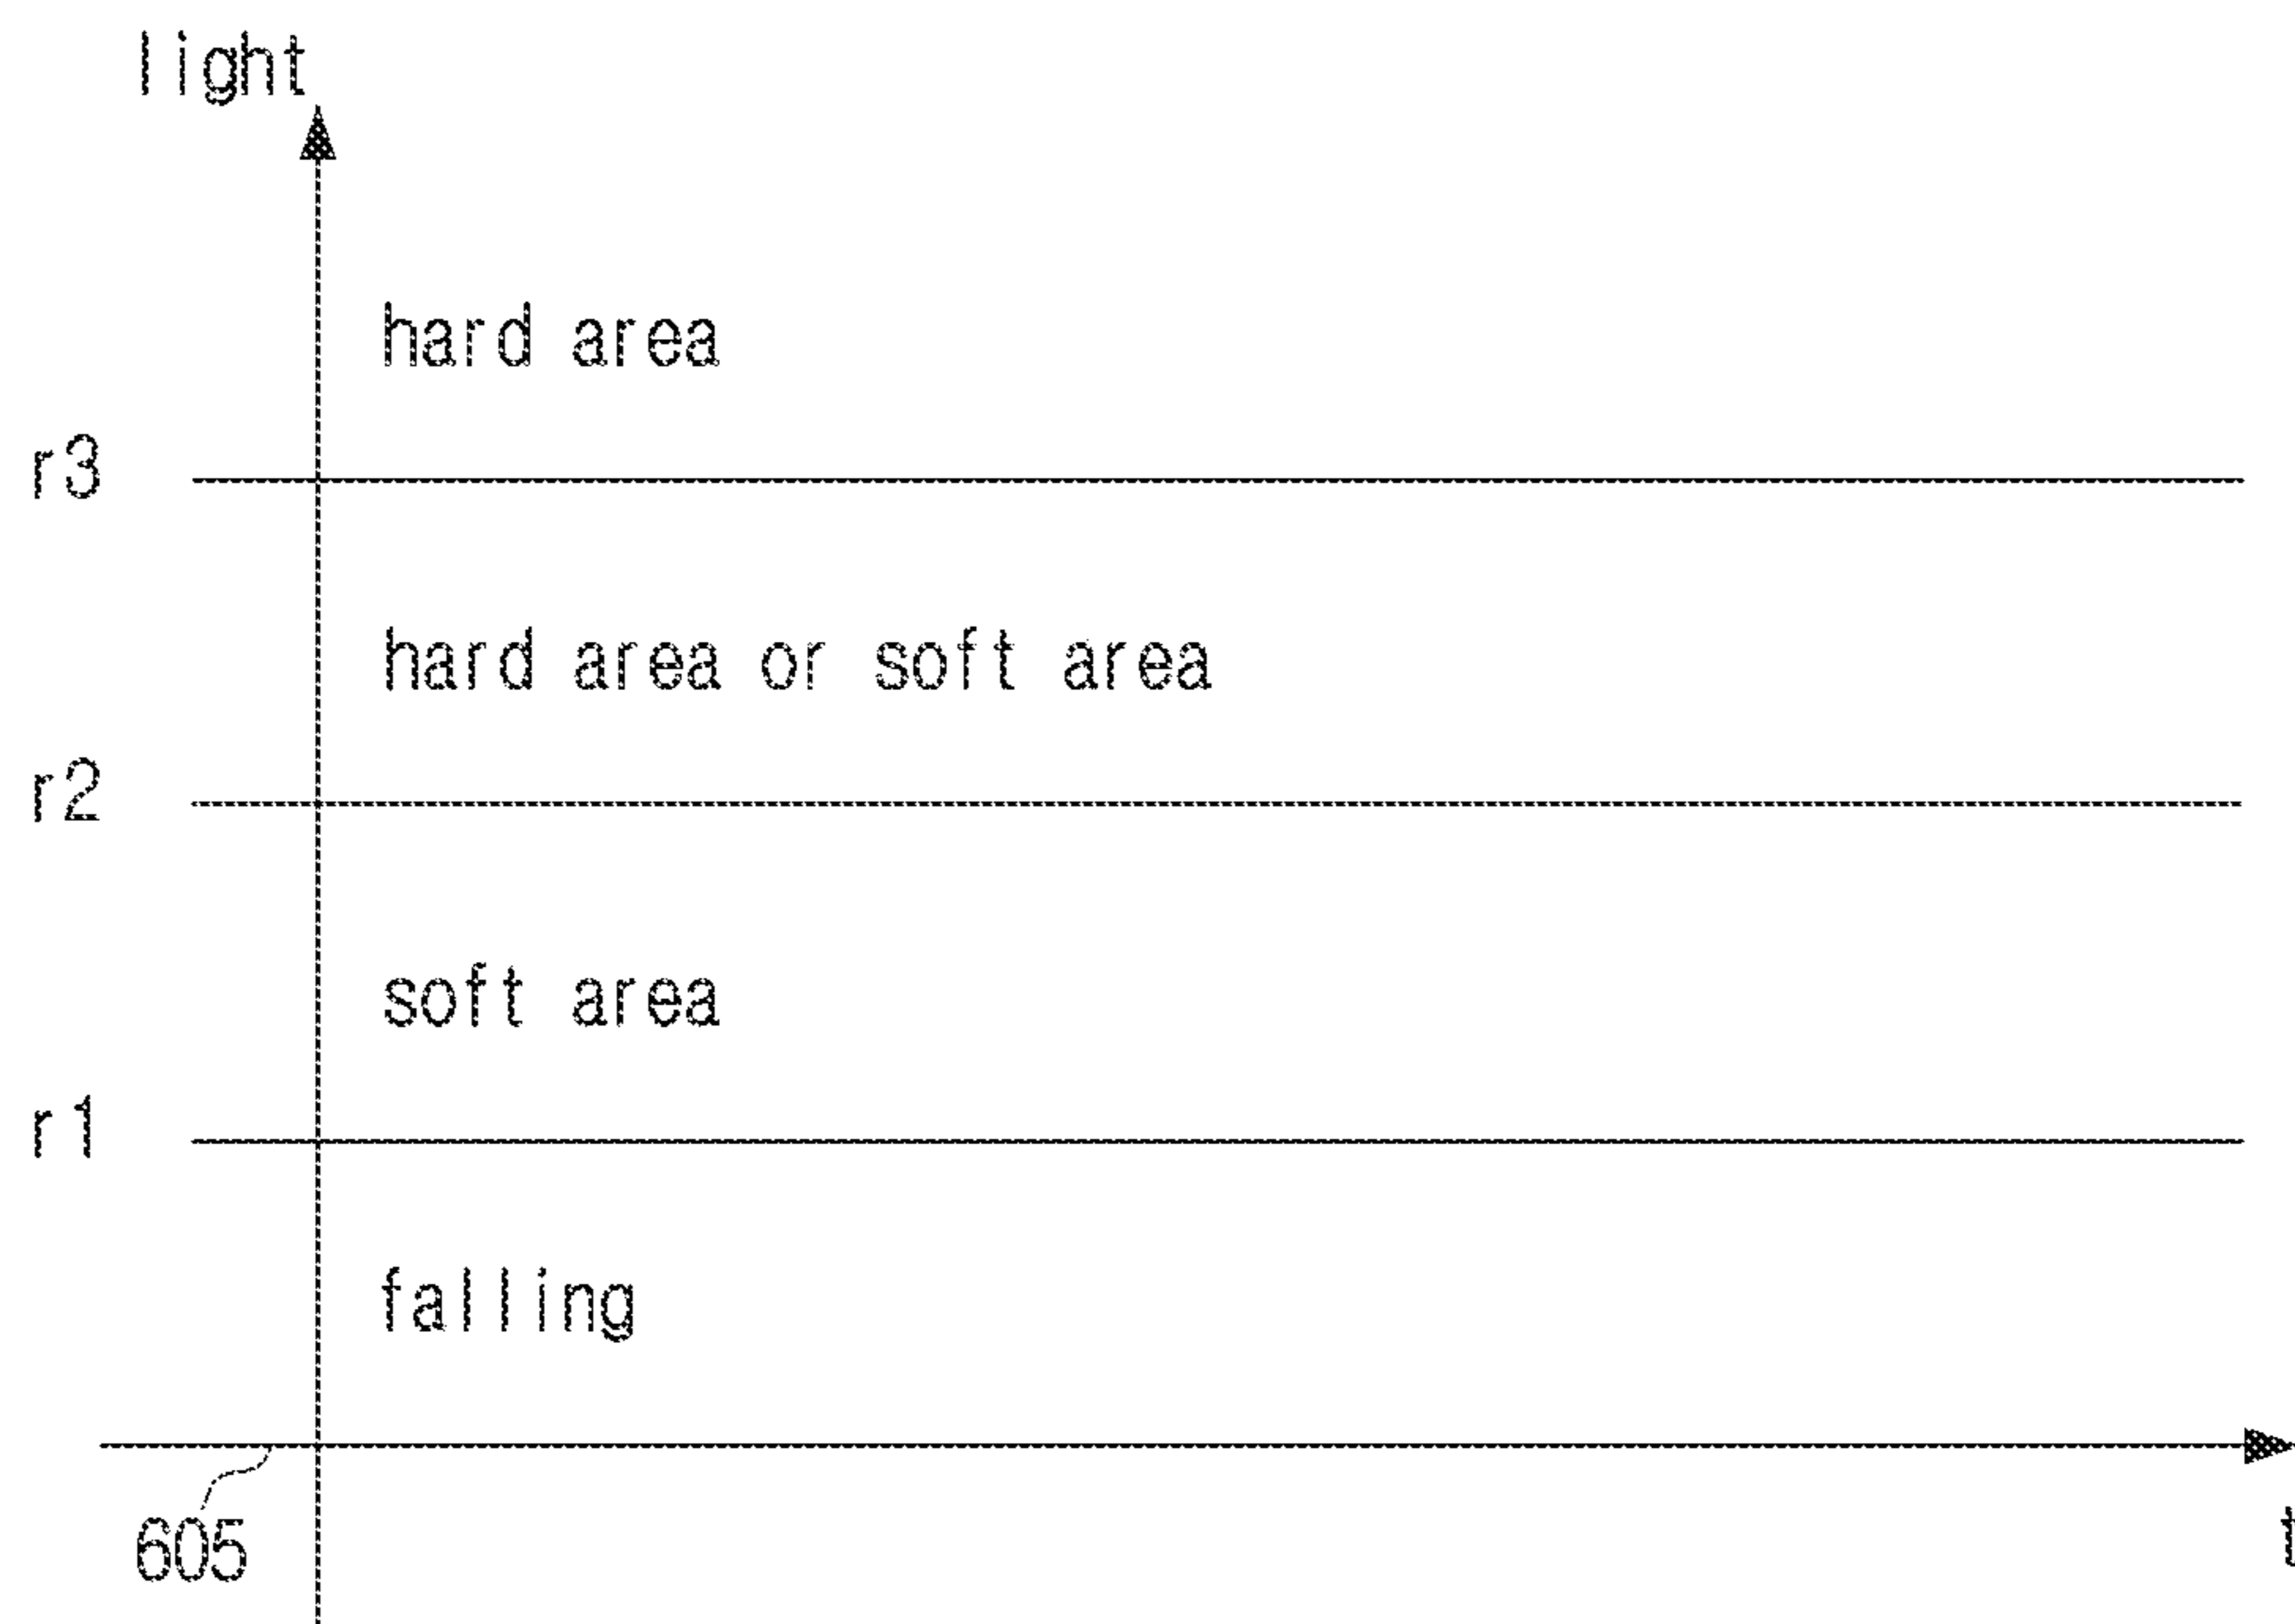 light
hard area
r3
hard area or soft area
r2
soft area
r1
falling
605
t